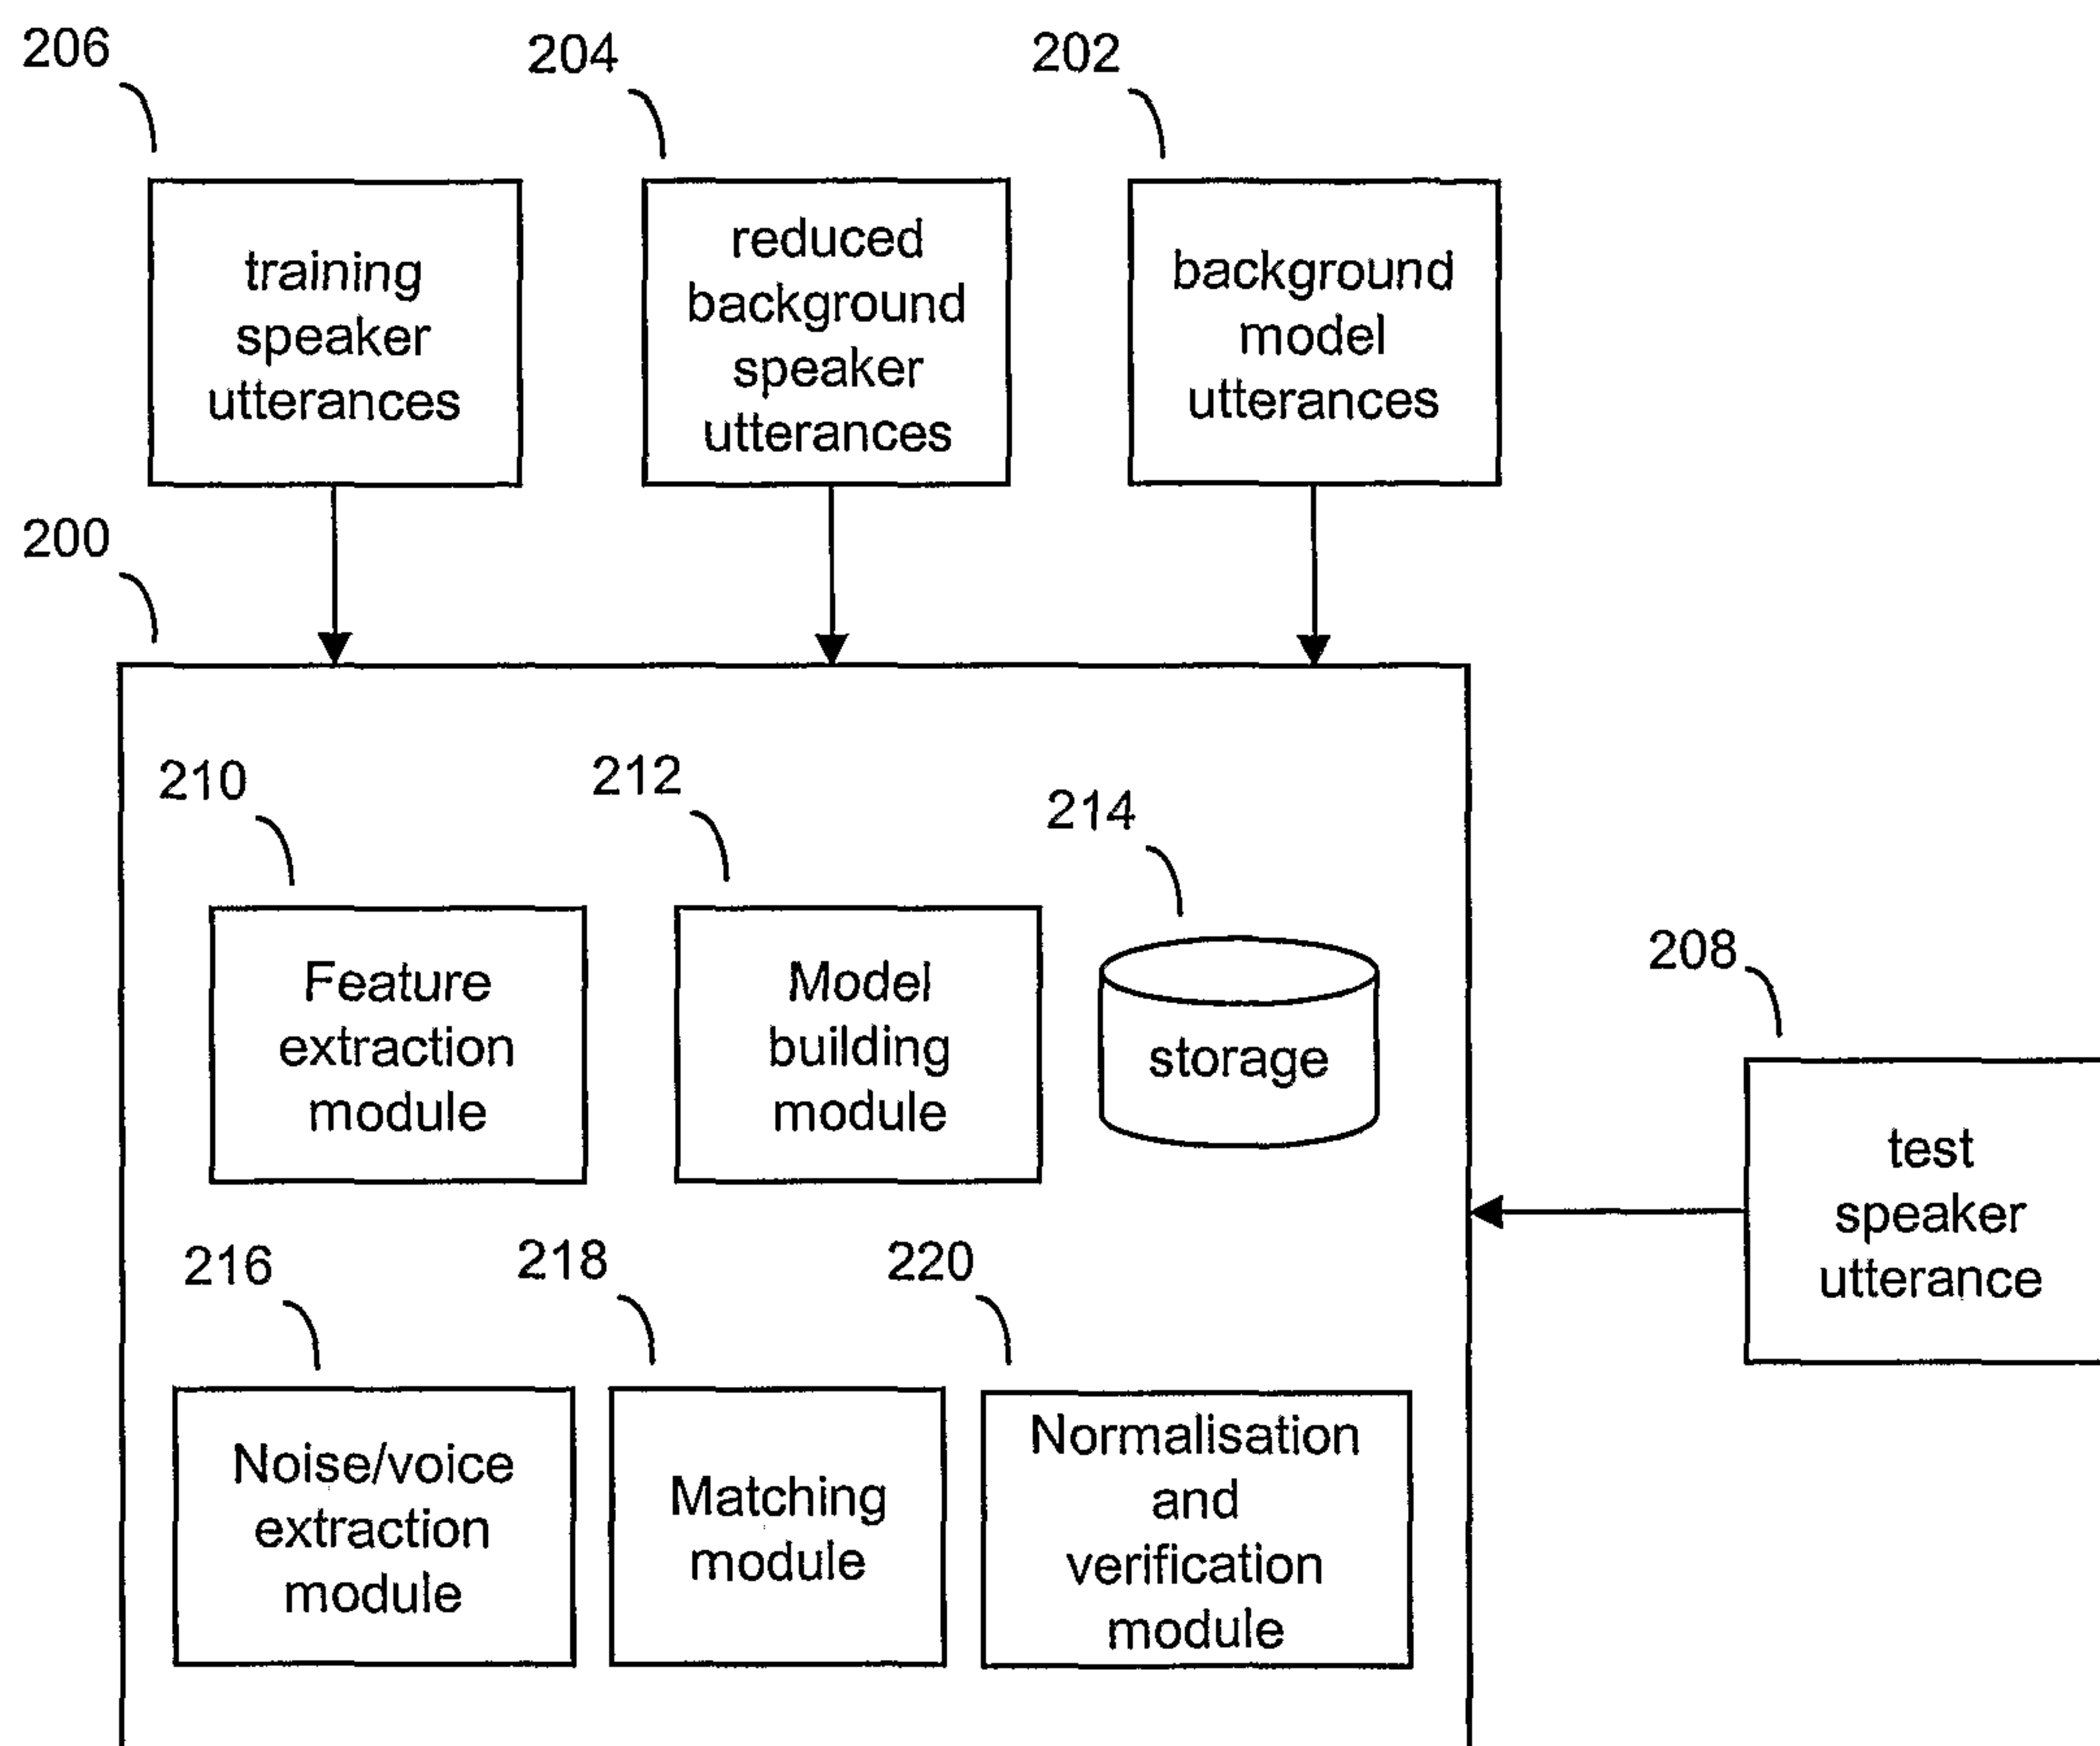 206
204
202
training
speaker
utterances
reduced
background
speaker
utterances
background
model
utterances
200
210
212
214
Feature
extraction
module
Model
building
module
storage
208
test
speaker
utterance
216
218
220
Noise/voice
extraction
module
Matching
module
Normalisation
and
verification
module